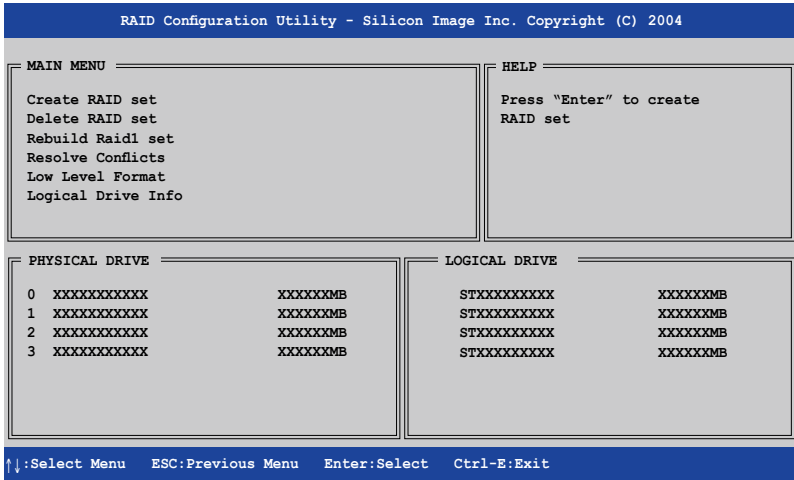 RAID Configuration Utility - Silicon Image Inc. Copyright (C) 2004
MAIN MENU
Create RAID set
Delete RAID set
Rebuild Raid1 set
Resolve Conflicts
Low Level Format
Logical Drive Info
HELP
Press “Enter” to create
RAID set
PHYSICAL DRIVE
0 XXXXXXXXXXX XXXXXXMB
1 XXXXXXXXXXX XXXXXXMB
2 XXXXXXXXXXX XXXXXXMB
3 XXXXXXXXXXX XXXXXXMB
LOGICAL DRIVE
STXXXXXXXXX XXXXXXMB
STXXXXXXXXX XXXXXXMB
STXXXXXXXXX XXXXXXMB
STXXXXXXXXX XXXXXXMB
↑↓:Select Menu ESC:Previous Menu Enter:Select Ctrl-E:Exit